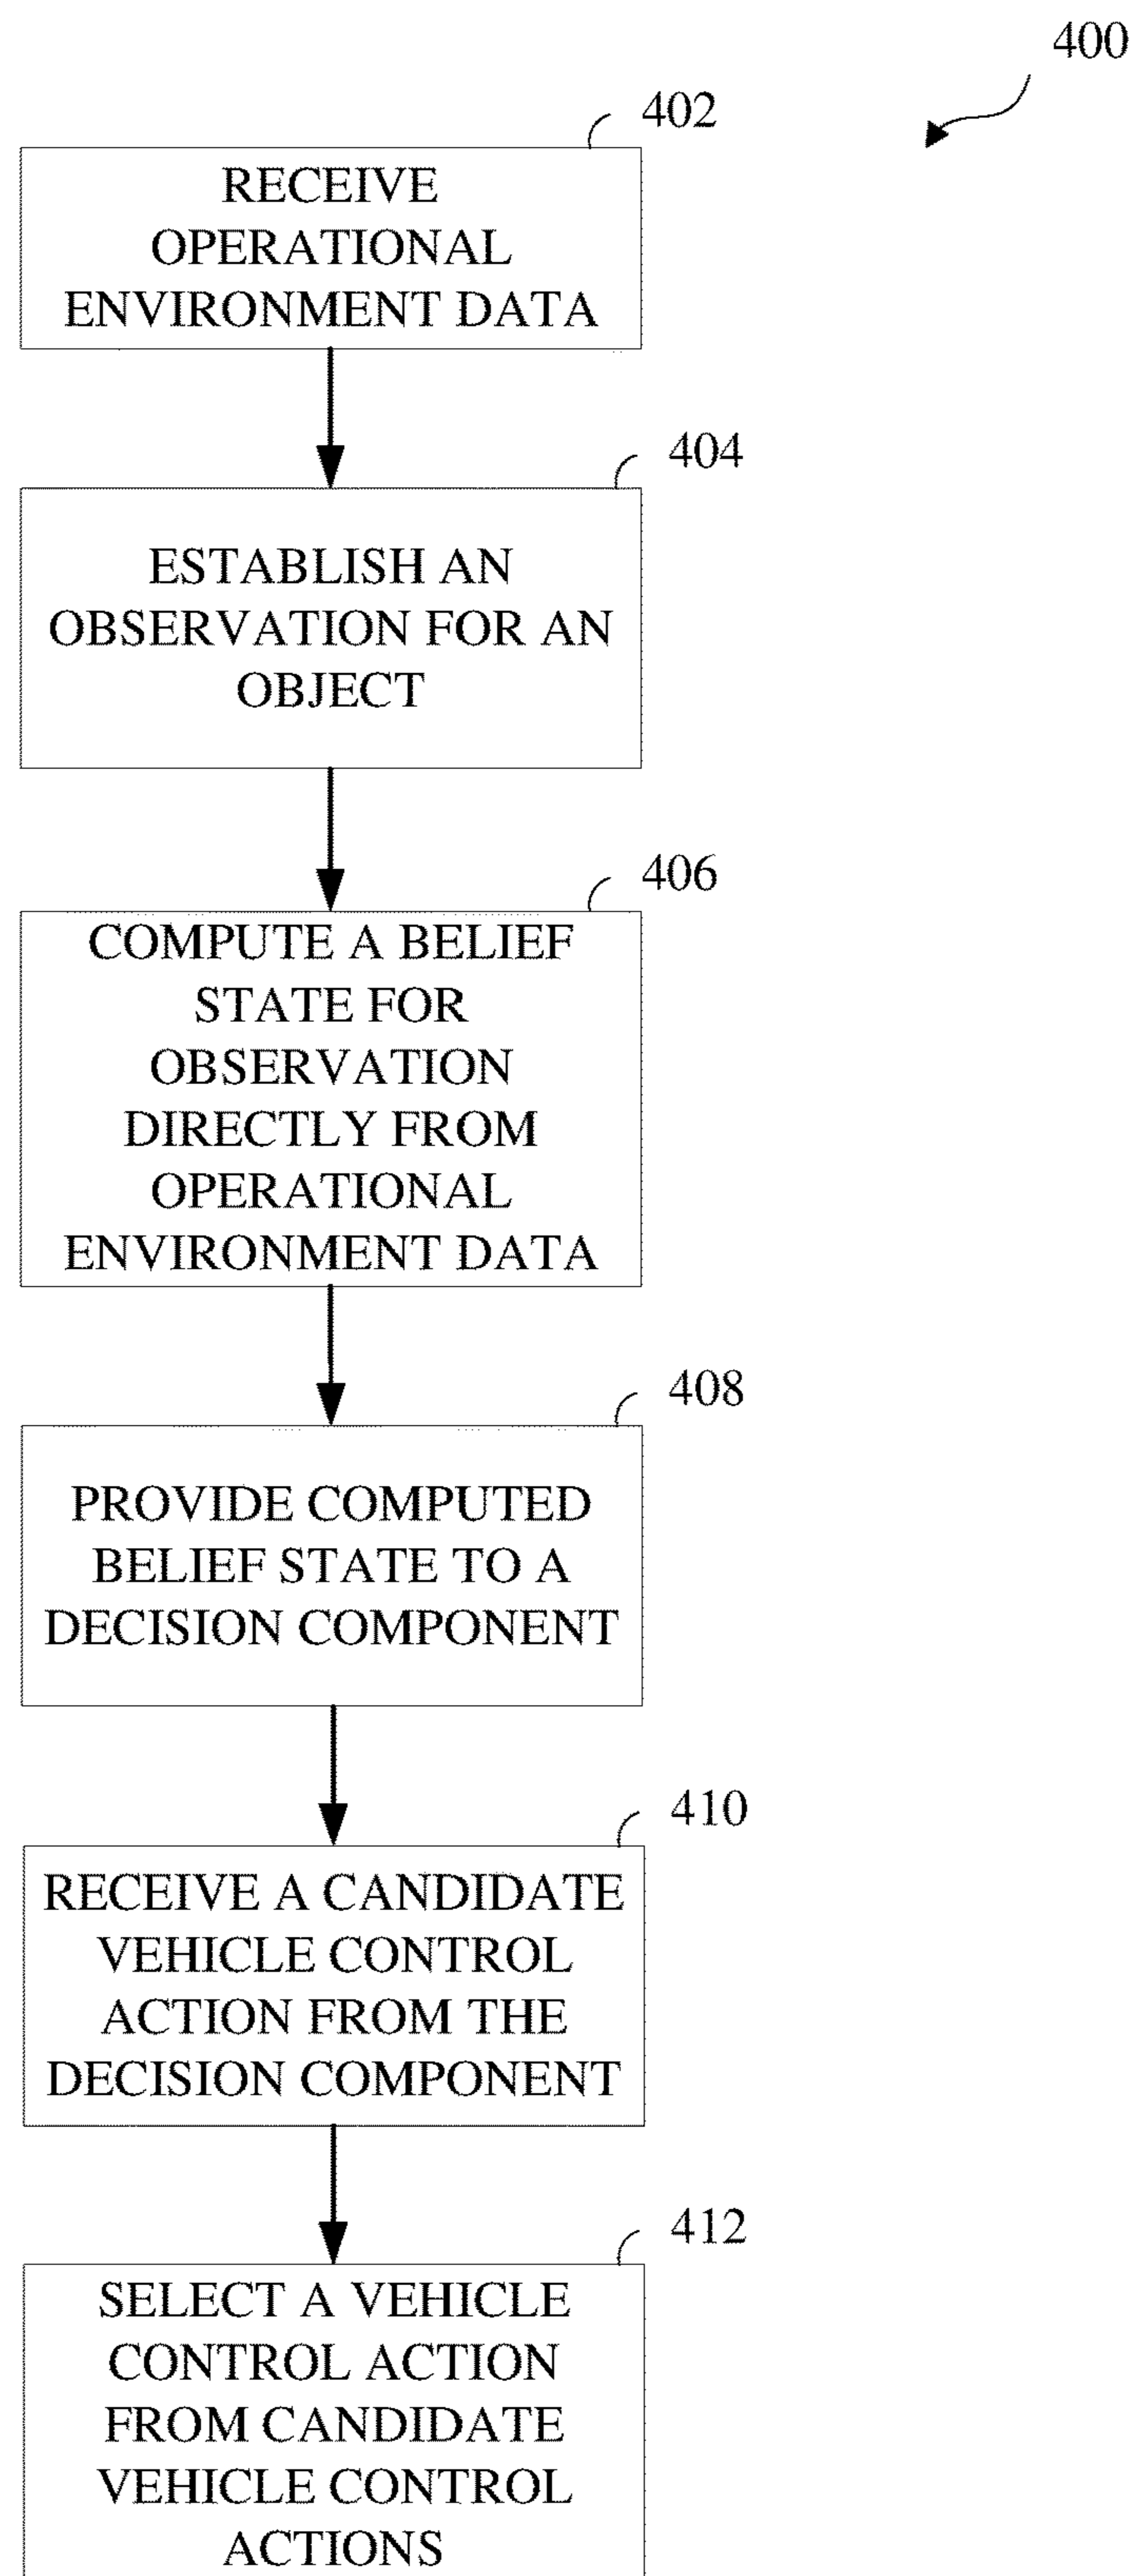 400
402
RECEIVE
OPERATIONAL
ENVIRONMENT DATA
404
ESTABLISH AN
OBSERVATION FOR AN
OBJECT
406
COMPUTE A BELIEF
STATE FOR
OBSERVATION
DIRECTLY FROM
OPERATIONAL
ENVIRONMENT DATA
408
PROVIDE COMPUTED
BELIEF STATE TO A
DECISION COMPONENT
410
RECEIVE A CANDIDATE
VEHICLE CONTROL
ACTION FROM THE
DECISION COMPONENT
412
SELECT A VEHICLE
CONTROL ACTION
FROM CANDIDATE
VEHICLE CONTROL
ACTIONS